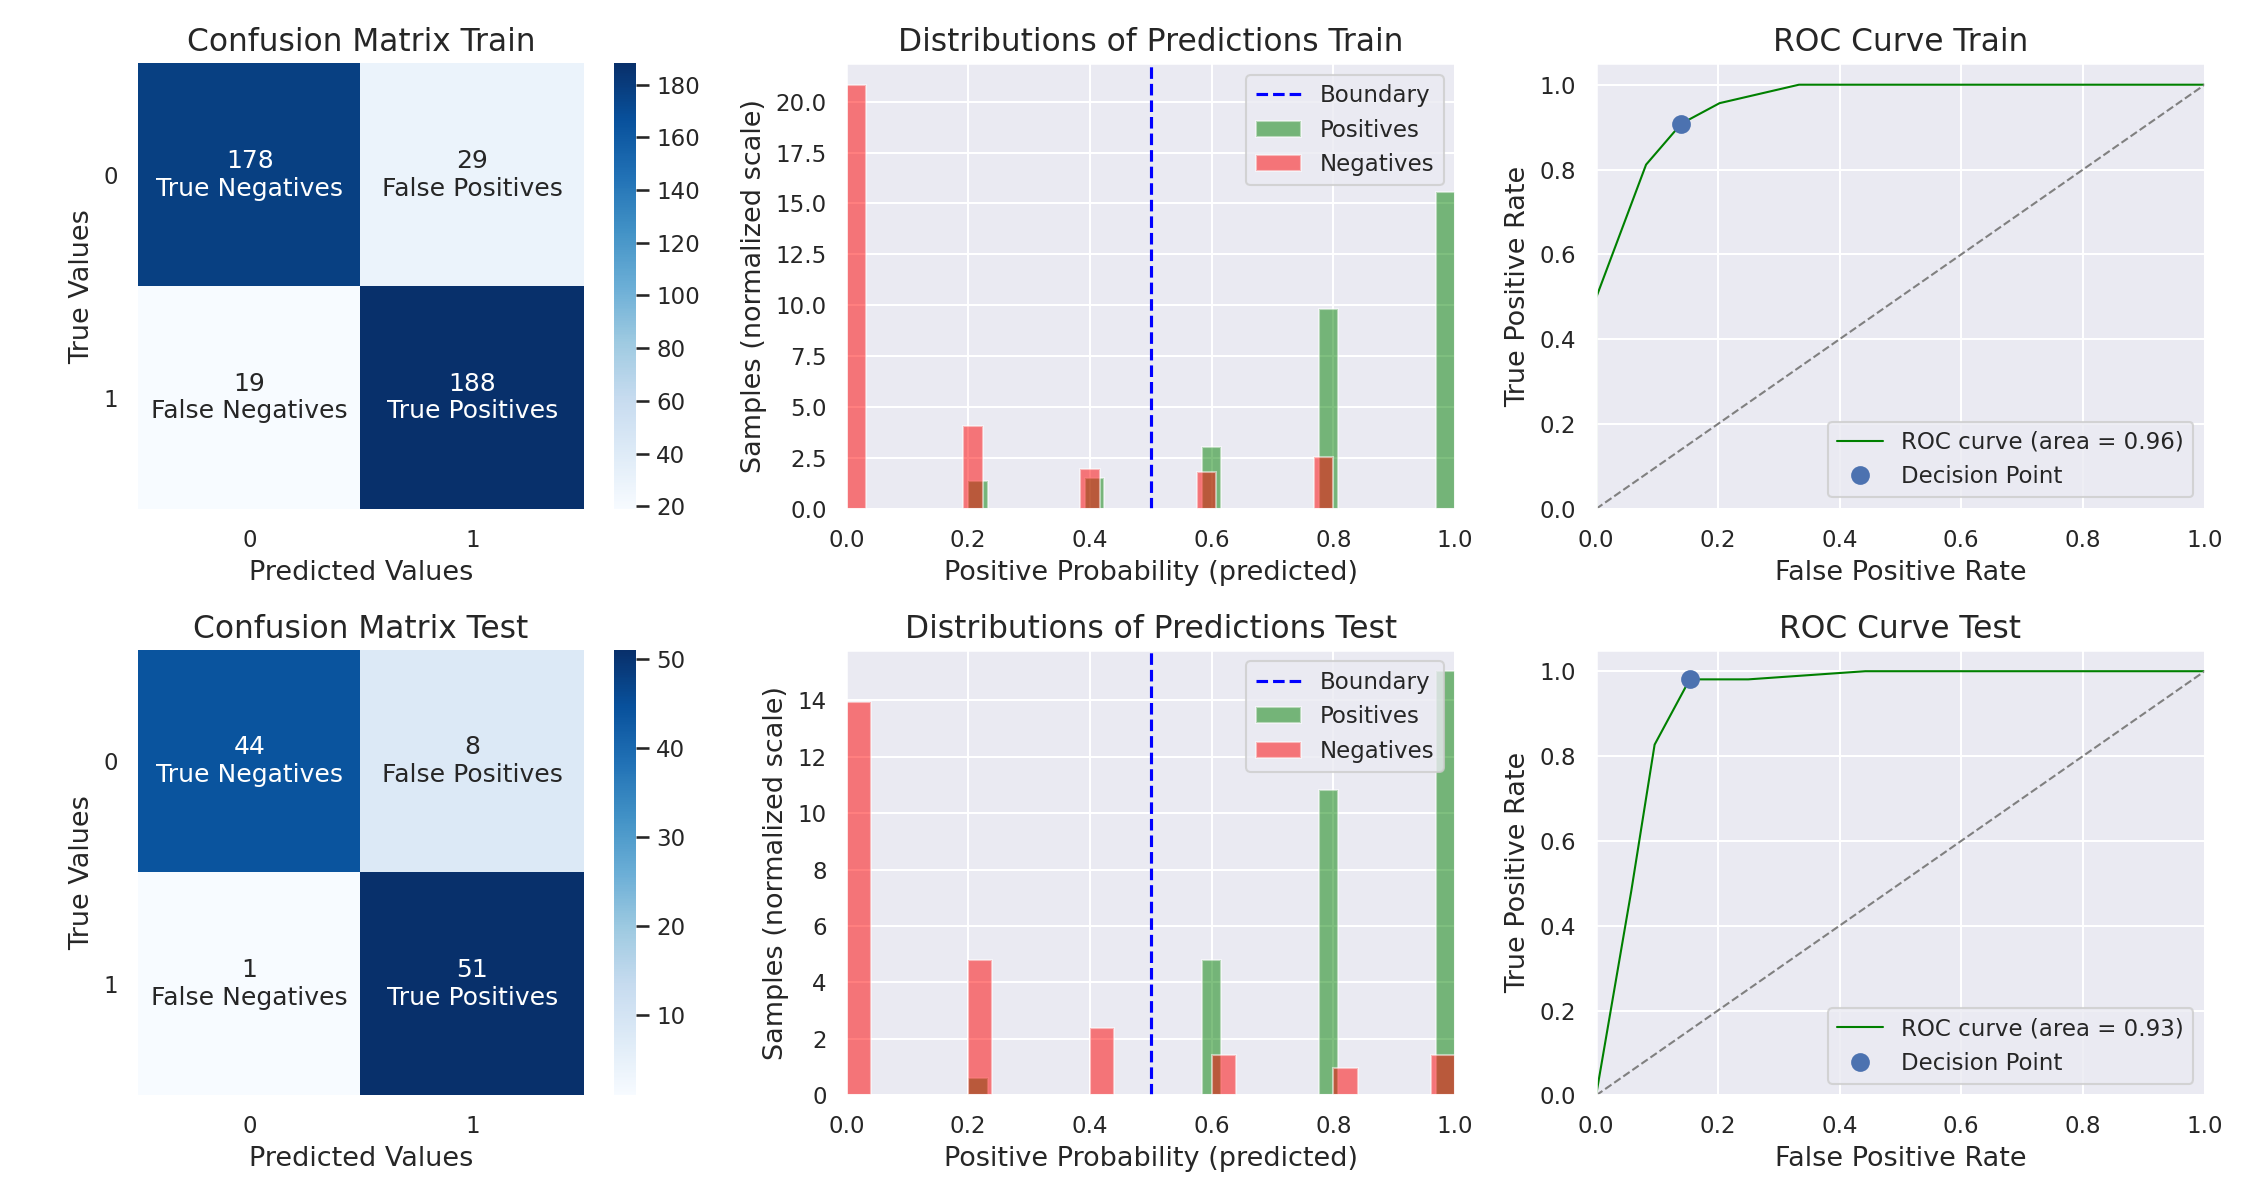 Confusion Matrix Train
178
True Negatives
29
False Positives
19
False Negatives
188
True Positives
0
1
True Values
0
1
Predicted Values
180
160
140
120
100
80
60
40
20
Distributions of Predictions Train
Boundary
Positives
Negatives
20.0
17.5
15.0
12.5
10.0
7.5
5.0
2.5
0.0
Samples (normalized scale)
0.0
0.2
0.4
0.6
0.8
1.0
Positive Probability (predicted)
ROC Curve Train
1.0
0.8
0.6
0.4
0.2
0.0
True Positive Rate
ROC curve (area = 0.96)
Decision Point
0.0
0.2
0.4
0.6
0.8
1.0
False Positive Rate
Confusion Matrix Test
44
True Negatives
8
False Positives
1
False Negatives
51
True Positives
0
1
True Values
0
1
Predicted Values
50
40
30
20
10
Distributions of Predictions Test
Boundary
Positives
Negatives
14
12
10
8
6
4
2
0
Samples (normalized scale)
0.0
0.2
0.4
0.6
0.8
1.0
Positive Probability (predicted)
ROC Curve Test
1.0
0.8
0.6
0.4
0.2
0.0
True Positive Rate
ROC curve (area = 0.93)
Decision Point
0.0
0.2
0.4
0.6
0.8
1.0
False Positive Rate